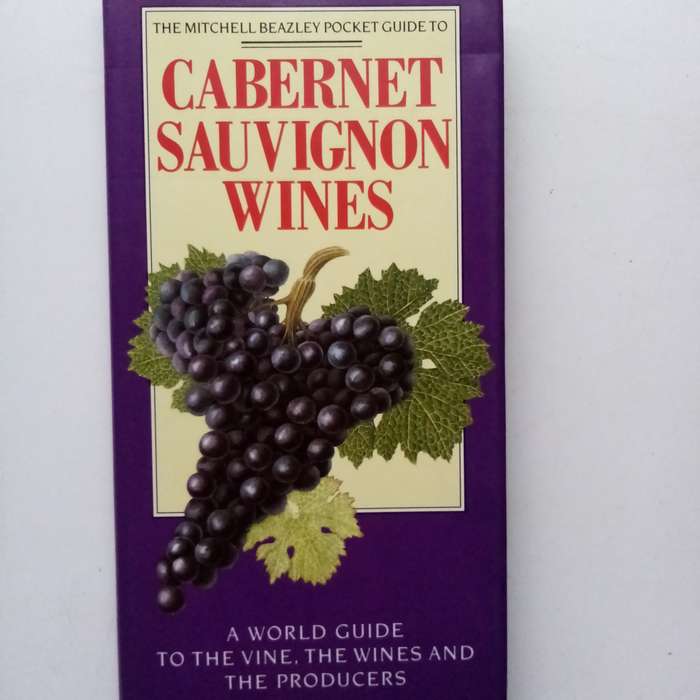 THE MITCHELL BEAZLEY POCKET GUIDE TO
CABERNET
SAUVIGNON
WINES
A WORLD GUIDE
TO THE VINE, THE WINES AND
THE PRODUCERS